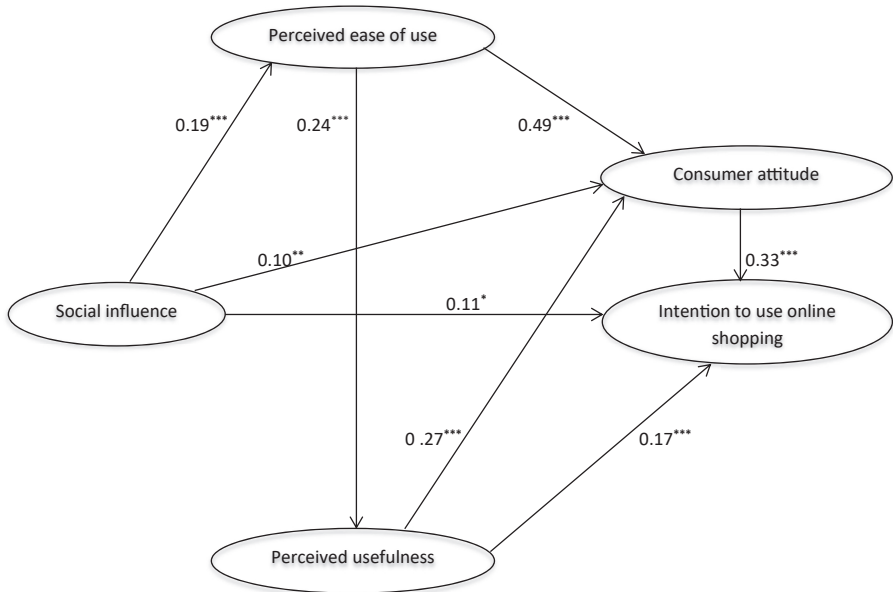 Perceived ease of use
0.19***
0.24***
0.49***
Consumer attitude
0.10**
0.33***
Social influence
0.11*
Intention to use online
shopping
0 .27***
0.17***
Perceived usefulness